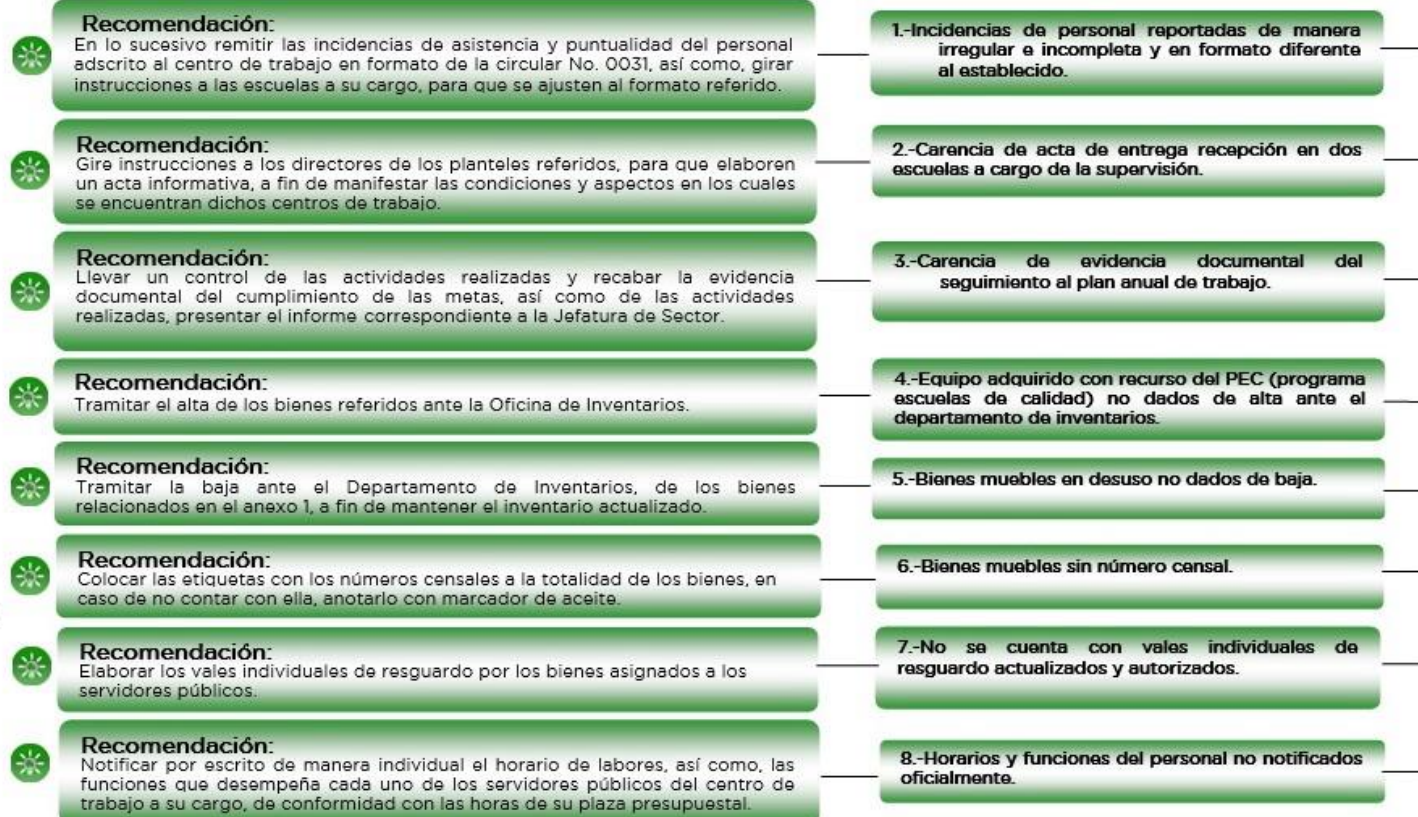 Recomendación:
En lo sucesivo remitir las incidencias de asistencia y puntualidad del personal
adscrito al centro de trabajo en formato de la circular No. 0031, así como, girar
instrucciones a las escuelas a su cargo, para que se ajusten al formato referido.
1.-Incidencias de personal reportadas de manera
irregular e incompleta y en formato diferente
al establecido.
Recomendación:
Gire instrucciones a los directores de los planteles referidos, para que elaboren
un acta informativa, a fin de manifestar las condiciones y aspectos en los cuales
se encuentran dichos centros de trabajo.
2.-Carencia de acta de entrega recepción en dos
escuelas a cargo de la supervisión.
Recomendación:
Llevar un control de las actividades realizadas y recabar la evidencia
documental del cumplimiento de las metas, así como de las actividades
realizadas, presentar el informe correspondiente a la Jefatura de Sector.
3.-Carencia de evidencia documental del
seguimiento al plan anual de trabajo.
Recomendación:
Tramitar el alta de los bienes referidos ante la Oficina de Inventarios.
4.-Equipo adquirido con recurso del PEC (programa
escuelas de calidad) no dados de alta ante el
departamento de inventarios.
Recomendación:
Tramitar la baja ante el Departamento de Inventarios, de los bienes
relacionados en el anexo 1, a fin de mantener el inventario actualizado.
5.-Bienes muebles en desuso no dados de baja.
Recomendación:
Colocar las etiquetas con los números censales a la totalidad de los bienes, en
caso de no contar con ella, anotarlo con marcador de aceite.
6.-Bienes muebles sin número censal.
Recomendación:
Elaborar los vales individuales de resguardo por los bienes asignados a los
servidores públicos.
7.-No se cuenta con vales individuales de
resguardo actualizados y autorizados.
Recomendación:
Notificar por escrito de manera individual el horario de labores, así como, las
funciones que desempeña cada uno de los servidores públicos del centro de
trabajo a su cargo, de conformidad con las horas de su plaza presupuestal.
8.-Horarios y funciones del personal no notificados
oficialmente.